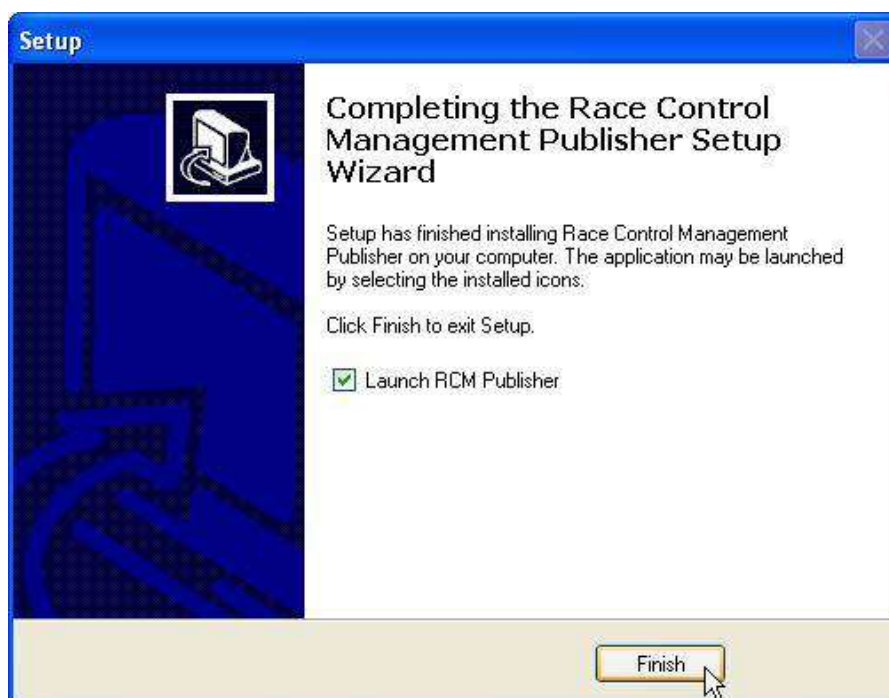 Setup
Completing the Race Control
Management Publisher Setup
Wizard
Setup has finished installing Race Control Management
Publisher on your computer. The application may be launched
by selecting the installed icons.
Click Finish to exit Setup.
Launch RCM Publisher
Finish